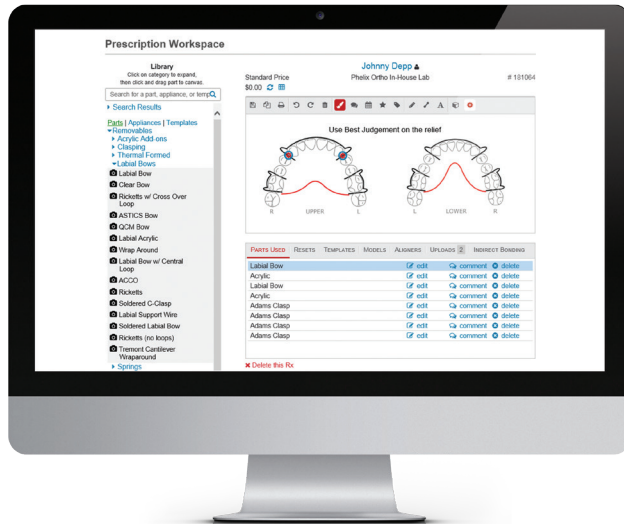 Prescription Workspace
Library
Click on category to expand,
then click and drag part to canvas.
Search for a part, appliance, or temp
Search Results
Parts | Appliances | Templates
Removables
Acrylic Add-ons
Clasping
Thermal Formed
Labial Bows
Labial Bow
Clear Bow
Ricketts w/ Cross Over
Loop
ASTICS Bow
QCM Bow
Labial Acrylic
Wrap Around
Labial Bow w/ Central
Loop
ACCO
Ricketts
Soldered C-Clasp
Labial Support Wire
Soldered Labial Bow
Ricketts (no loops)
Tremont Cantilever
Wraparound
Springs
Johnny Depp
Standard Price
Phelix Ortho In-House Lab
# 181064
$0.00
A
Use Best Judgement on the relief
R UPPER L
L LOWER R
PARTS USED RESETS TEMPLATES MODELS ALIGNERS UPLOADS 2 INDIRECT BONDING
Labial Bow edit comment delete
Acrylic edit comment delete
Labial Bow edit comment delete
Acrylic edit comment delete
Adams Clasp edit comment delete
Adams Clasp edit comment delete
Adams Clasp edit comment delete
Adams Clasp edit comment delete
Delete this Rx